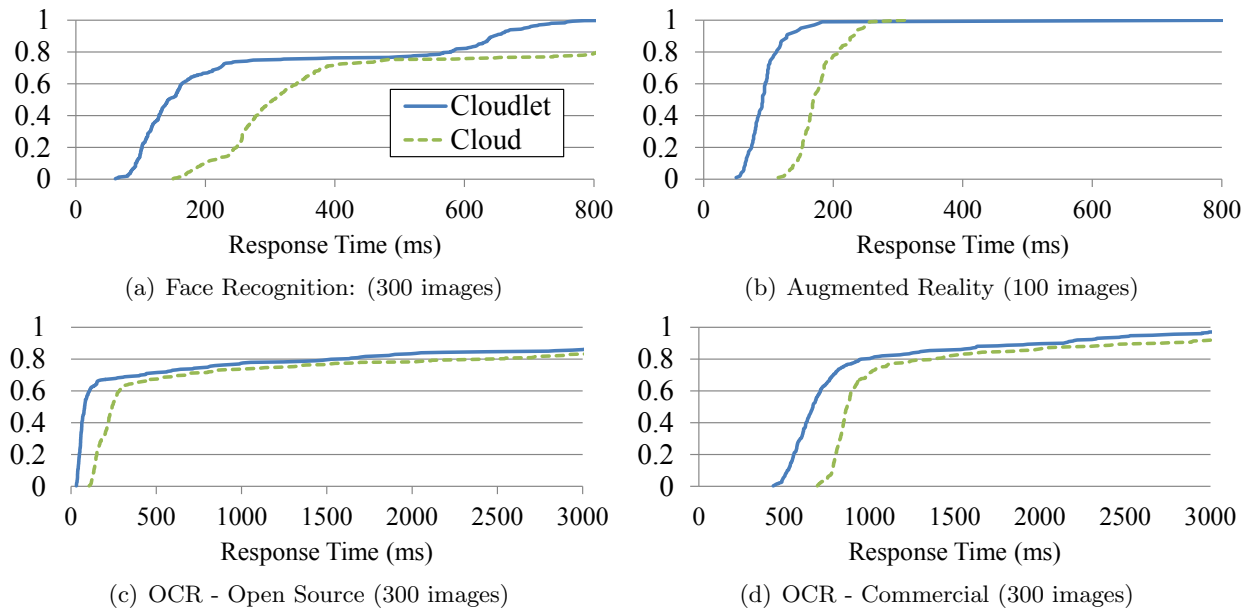 1
0.8
0.6
0.4
0.2
0
0 200 400 600 800
Response Time (ms)
Cloudlet
Cloud
(a) Face Recognition: (300 images)
1
0.8
0.6
0.4
0.2
0
0 200 400 600 800
Response Time (ms)
(b) Augmented Reality (100 images)
1
0.8
0.6
0.4
0.2
0
0 500 1000 1500 2000 2500 3000
Response Time (ms)
(c) OCR - Open Source (300 images)
1
0.8
0.6
0.4
0.2
0
0 500 1000 1500 2000 2500 3000
Response Time (ms)
(d) OCR - Commercial (300 images)